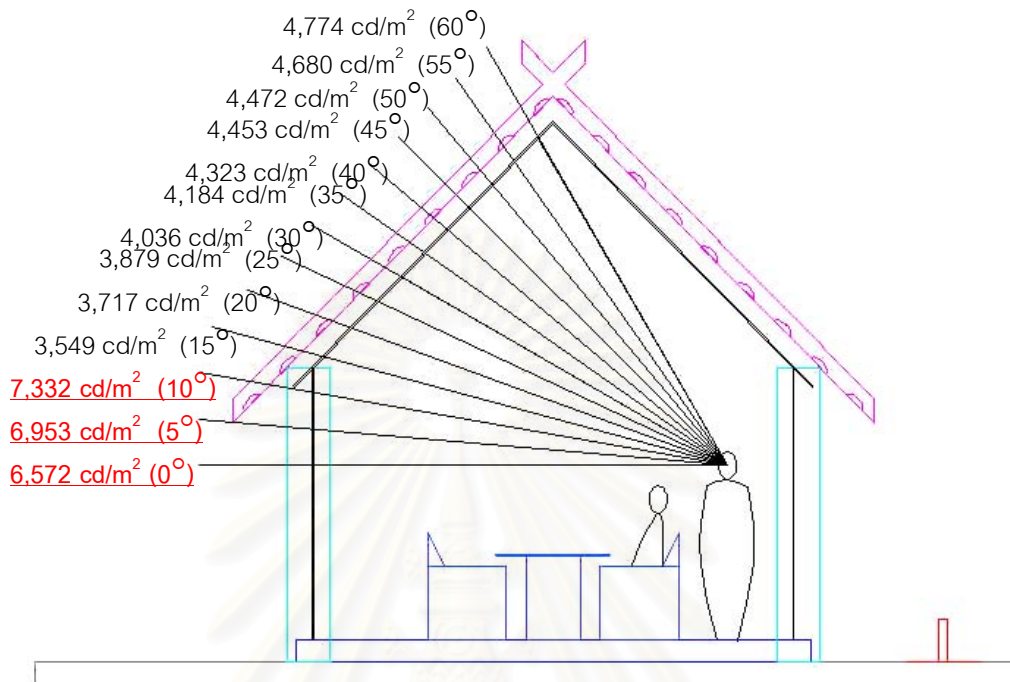 4,774 cd/m² (60°)
4,680 cd/m² (55°)
4,472 cd/m² (50°)
4,453 cd/m² (45°)
4,323 cd/m² (40°)
4,184 cd/m² (35°)
4,036 cd/m² (30°)
3,879 cd/m² (25°)
3,717 cd/m² (20°)
3,549 cd/m² (15°)
7,332 cd/m² (10°)
6,953 cd/m² (5°)
6,572 cd/m² (0°)